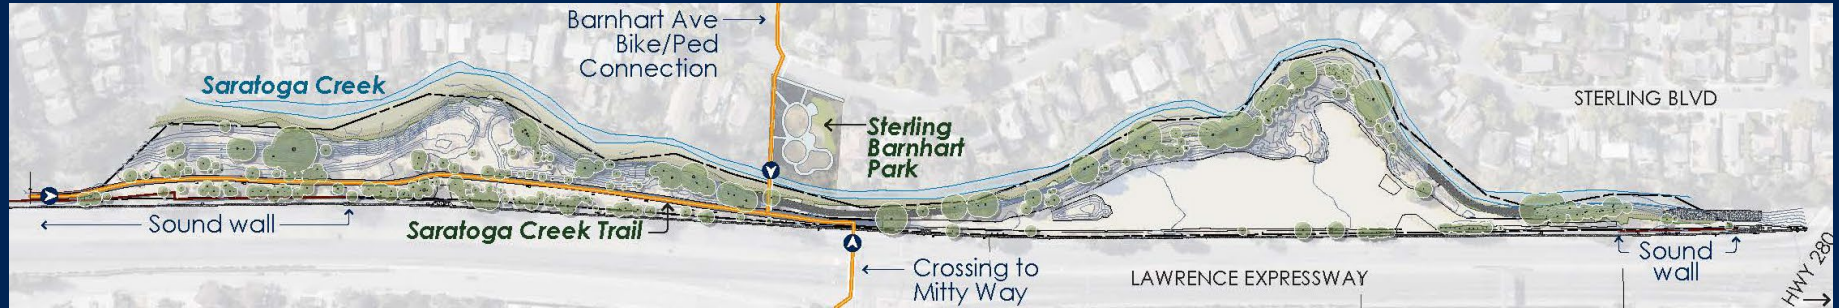 Barnhart Ave
Bike/Ped
Connection
Saratoga Creek
Sterling
Barnhart
Park
STERLING BLVD
Sound wall
Saratoga Creek Trail
Crossing to
Mitty Way
LAWRENCE EXPRESSWAY
Sound
wall
HWY 280